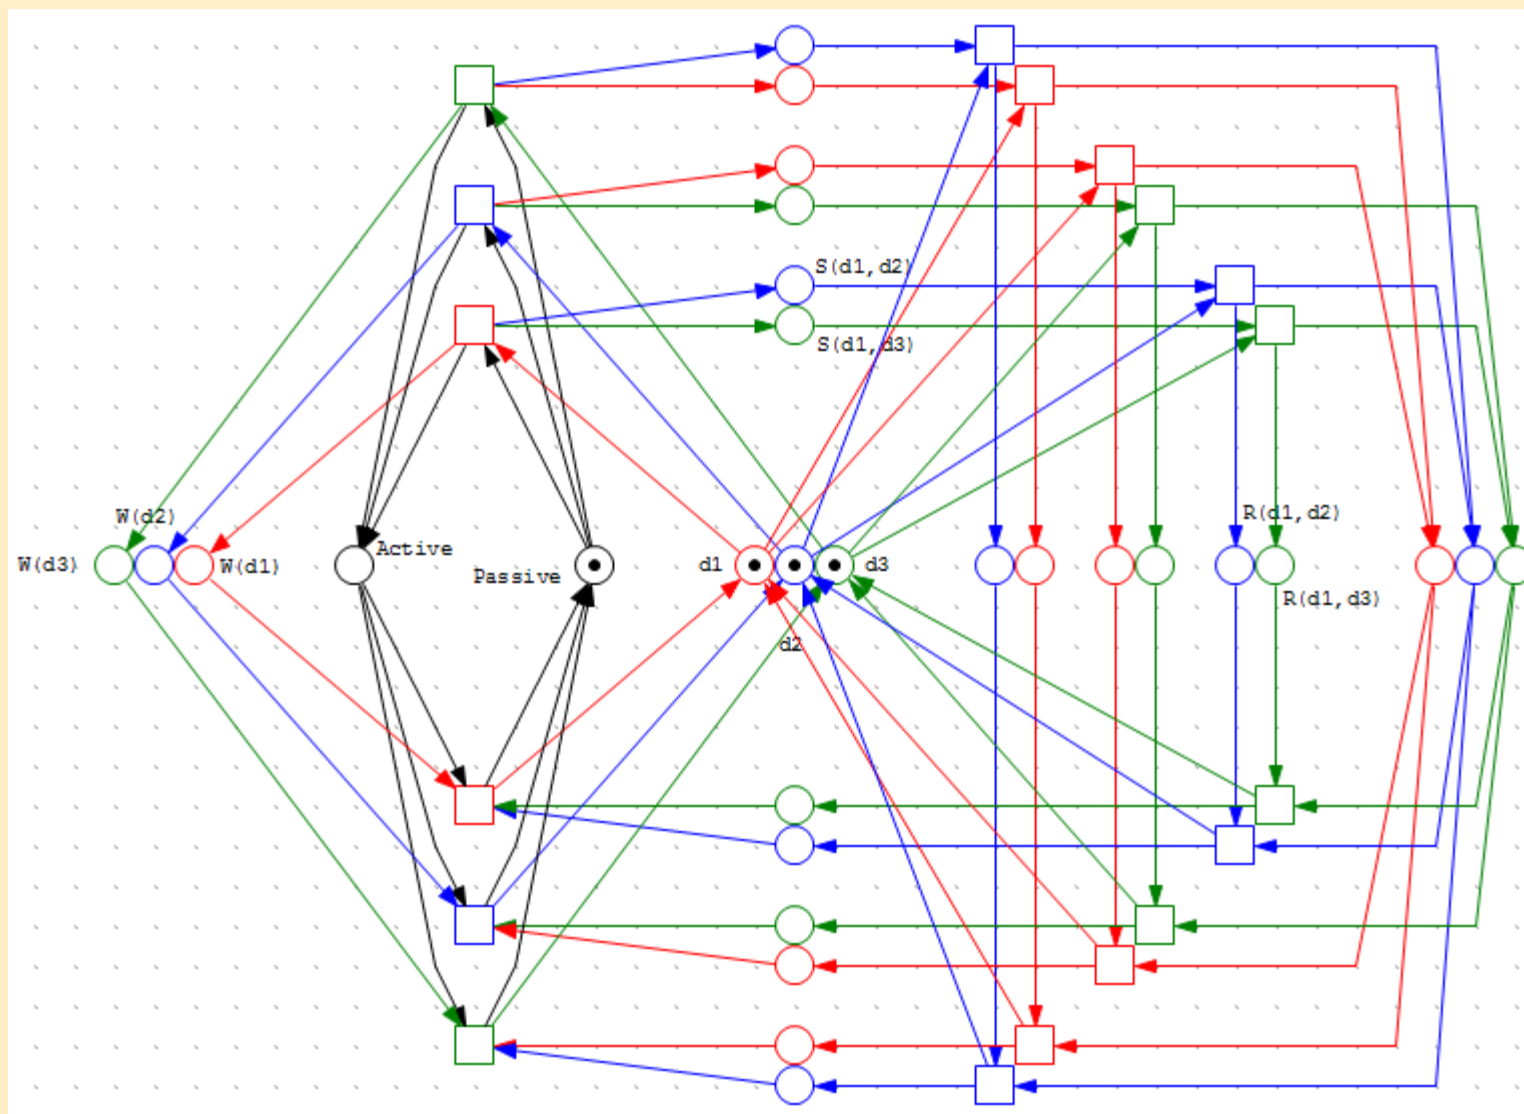 S(d1,d2)
S(d1,d3)
W(d2)
R(d1,d2)
Active
W(d3)
W(d1)
Passive
d1
d3
R(d1,d3)
d2